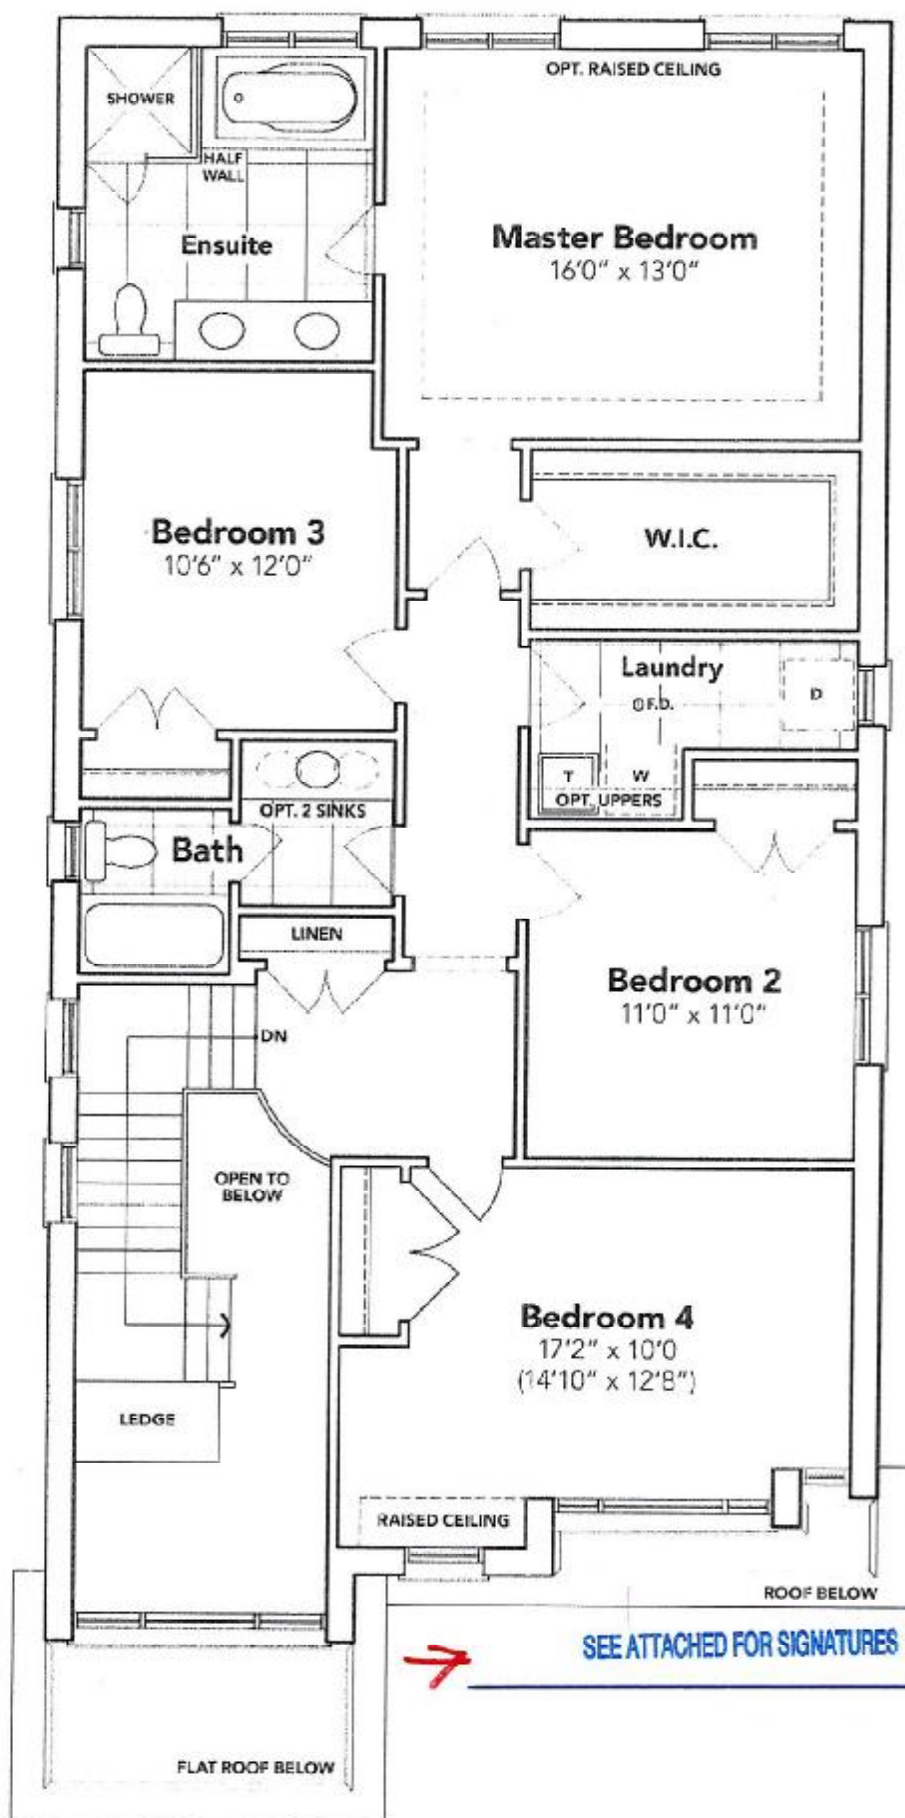 OPT. RAISED CEILING
SHOWER
HALF
WALL
Ensuite
Master Bedroom
16'0" x 13'0"
Bedroom 3
10'6" x 12'0"
W.I.C.
Laundry
F.D.
D
T
W
OPT. UPPERS
OPT. 2 SINKS
Bath
LINEN
Bedroom 2
11'0" x 11'0"
DN
OPEN TO
BELOW
Bedroom 4
17'2" x 10'0
(14'10" x 12'8")
LEDGE
RAISED CEILING
ROOF BELOW
SEE ATTACHED FOR SIGNATURES
FLAT ROOF BELOW